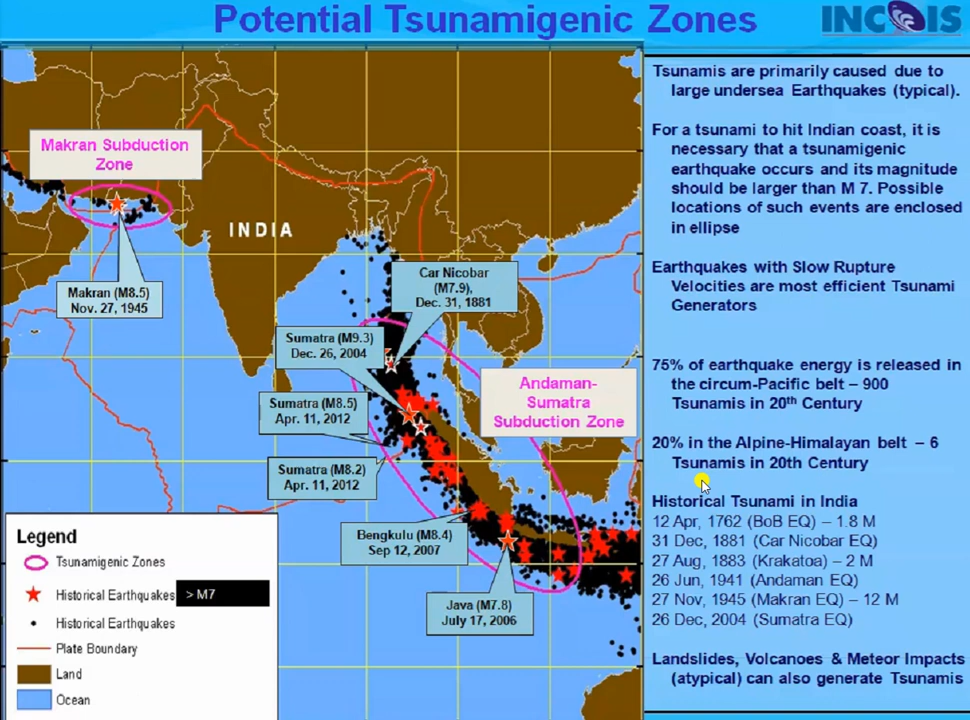 Potential Tsunamigenic Zones
INCOIS
Makran Subduction
Zone
INDIA
Makran (M8.5)
Nov. 27, 1945
Car Nicobar
(M7.9),
Dec. 31, 1881
Sumatra (M9.3)
Dec. 26, 2004
Sumatra (M8.5)
Apr. 11, 2012
Sumatra (M8.2)
Apr. 11, 2012
Andaman-
Sumatra
Subduction Zone
Bengkulu (M8.4)
Sep 12, 2007
Java (M7.8)
July 17, 2006
Legend
Tsunamigenic Zones
Historical Earthquakes > M7
Historical Earthquakes
Plate Boundary
Land
Ocean
Tsunamis are primarily caused due to
large undersea Earthquakes (typical).
For a tsunami to hit Indian coast, it is
necessary that a tsunamigenic
earthquake occurs and its magnitude
should be larger than M 7. Possible
locations of such events are enclosed
in ellipse
Earthquakes with Slow Rupture
Velocities are most efficient Tsunami
Generators
75% of earthquake energy is released in
the circum-Pacific belt – 900
Tsunamis in 20th Century
20% in the Alpine-Himalayan belt – 6
Tsunamis in 20th Century
Historical Tsunami in India
12 Apr, 1762 (BoB EQ) – 1.8 M
31 Dec, 1881 (Car Nicobar EQ)
27 Aug, 1883 (Krakatoa) – 2 M
26 Jun, 1941 (Andaman EQ)
27 Nov, 1945 (Makran EQ) – 12 M
26 Dec, 2004 (Sumatra EQ)
Landslides, Volcanoes & Meteor Impacts
(atypical) can also generate Tsunamis